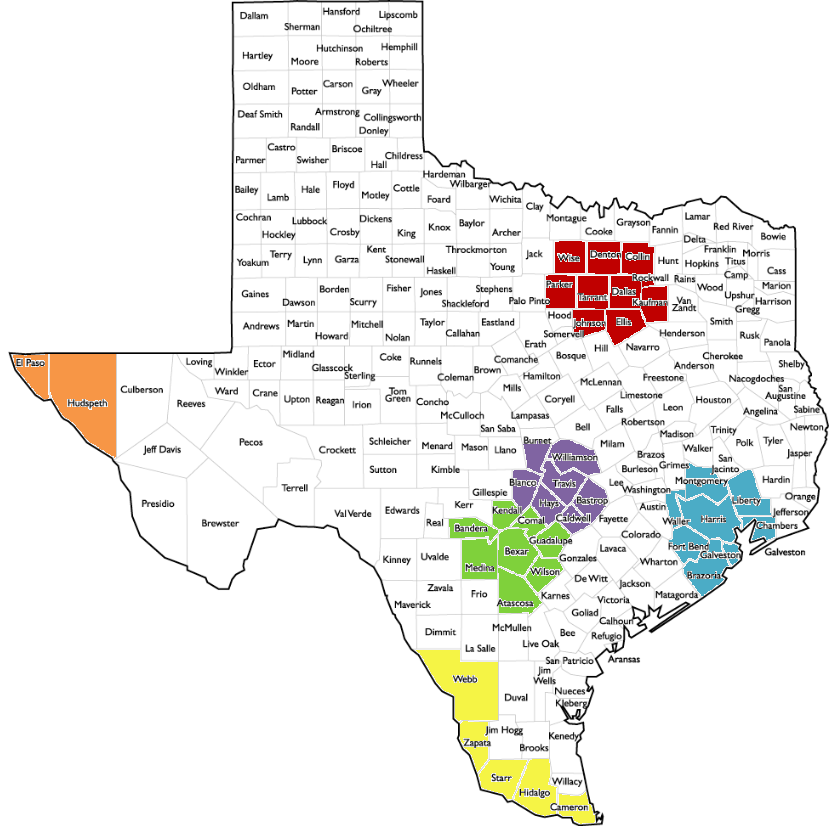 Dallam
Hansford
Lipscomb
Sherman
Ochiltree
Hartley
Hutchinson
Hemphill
Moore
Roberts
Oldham
Potter
Carson
Gray
Wheeler
Deaf Smith
Armstrong
Collingsworth
Randall
Donley
Parmer
Castro
Swisher
Briscoe
Hall
Childress
Hardeman
Wilbarger
Bailey
Lamb
Hale
Floyd
Motley
Cottle
Foard
Wichita
Clay
Montague
Cooke
Grayson
Fannin
Lamar
Red River
Bowie
Delta
Cochran
Hockley
Lubbock
Crosby
Dickens
King
Knox
Baylor
Archer
Jack
Wise
Denton
Collin
Hunt
Hopkins
Franklin
Titus
Morris
Camp
Cass
Yoakum
Terry
Lynn
Garza
Kent
Stonewall
Haskell
Throckmorton
Young
Rockwall
Rains
Wood
Upshur
Marion
Harrison
Gregg
Gaines
Dawson
Borden
Scurry
Fisher
Jones
Shackleford
Stephens
Palo Pinto
Parker
Tarrant
Dallas
Kaufman
Van
Zandt
Smith
Andrews
Martin
Howard
Mitchell
Nolan
Taylor
Callahan
Eastland
Erath
Hood
Somervell
Johnson
Ellis
Henderson
Rusk
Panola
El Paso
Hudspeth
Culberson
Reeves
Loving
Winkler
Ward
Ector
Crane
Midland
Upton
Glasscock
Reagan
Sterling
Irion
Coke
Tom
Green
Runnels
Concho
Coleman
Brown
Comanche
Mills
Hamilton
Bosque
Hill
Navarro
McLennan
Freestone
Limestone
Anderson
Cherokee
Nacogdoches
Shelby
San
Augustine
Sabine
Angelina
Houston
Leon
Falls
Robertson
Coryell
Lampasas
Bell
McCulloch
San Saba
Jeff Davis
Pecos
Crockett
Schleicher
Menard
Mason
Llano
Burnet
Williamson
Milam
Brazos
Madison
Walker
Trinity
Polk
Tyler
Jasper
Newton
San
Jacinto
Grimes
Burleson
Sutton
Kimble
Gillespie
Blanco
Travis
Lee
Washington
Montgomery
Liberty
Hardin
Orange
Jefferson
Chambers
Presidio
Brewster
Terrell
Val Verde
Edwards
Real
Kerr
Kendall
Bandera
Comal
Hays
Caldwell
Bastrop
Fayette
Austin
Waller
Harris
Colorado
Fort Bend
Galveston
Galveston
Brazoria
Wharton
Matagorda
Kinney
Uvalde
Medina
Bexar
Guadalupe
Gonzales
Wilson
Lavaca
Jackson
De Witt
Maverick
Zavala
Frio
Atascosa
Karnes
Victoria
Goliad
Calhoun
Refugio
Dimmit
La Salle
McMullen
Live Oak
Bee
San Patricio
Aransas
Webb
Duval
Jim
Wells
Nueces
Kleberg
Zapata
Jim Hogg
Brooks
Kenedy
Starr
Hidalgo
Willacy
Cameron